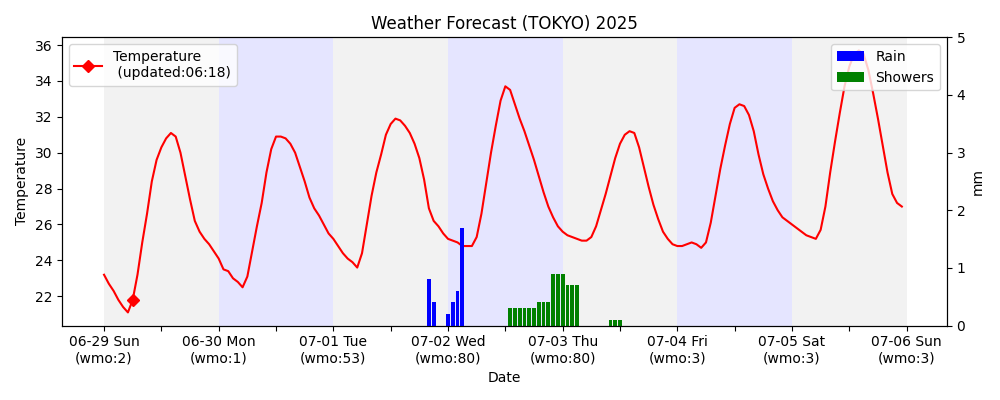 Weather Forecast (TOKYO) 2025
Temperature
(updated:06:18)
Rain
Showers
Temperature
36
34
32
30
28
26
24
22
5
4
3
2
1
0
mm
06-29 Sun
(wmo:2)
06-30 Mon
(wmo:1)
07-01 Tue
(wmo:53)
07-02 Wed
(wmo:80)
07-03 Thu
(wmo:80)
07-04 Fri
(wmo:3)
07-05 Sat
(wmo:3)
07-06 Sun
(wmo:3)
Date